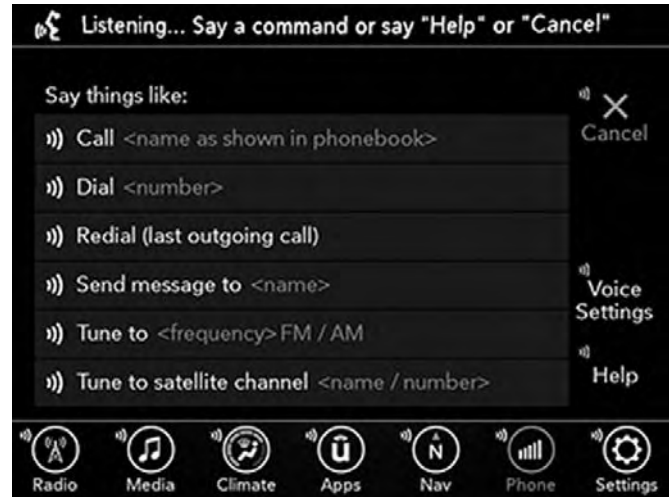 Listening... Say a command or say "Help" or "Cancel"
Say things like:
Cancel
Call <name as shown in phonebook>
Dial <number>
Redial (last outgoing call)
Send message to <name>
Voice
Settings
Tune to <frequency> FM / AM
Help
Tune to satellite channel <name / number>
û
N
Radio Media Climate Apps Nav Phone Settings